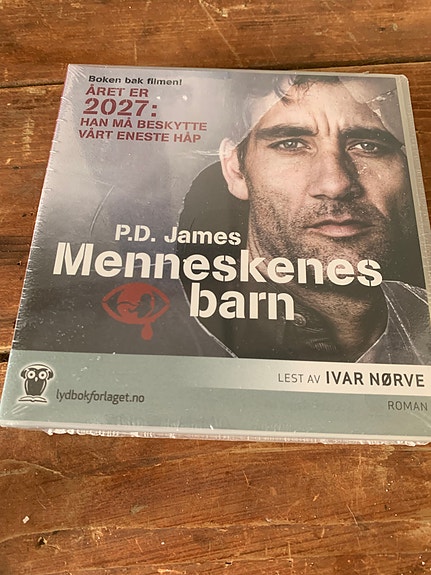 Boken bak filmen!
ÅRET ER
2027:
HAN MÅ BESKYTTE
VÅRT ENESTE HÅP
P.D. James
Menneskenes
barn
LEST AV IVAR NØRVE
lydbokforlaget.no
ROMAN